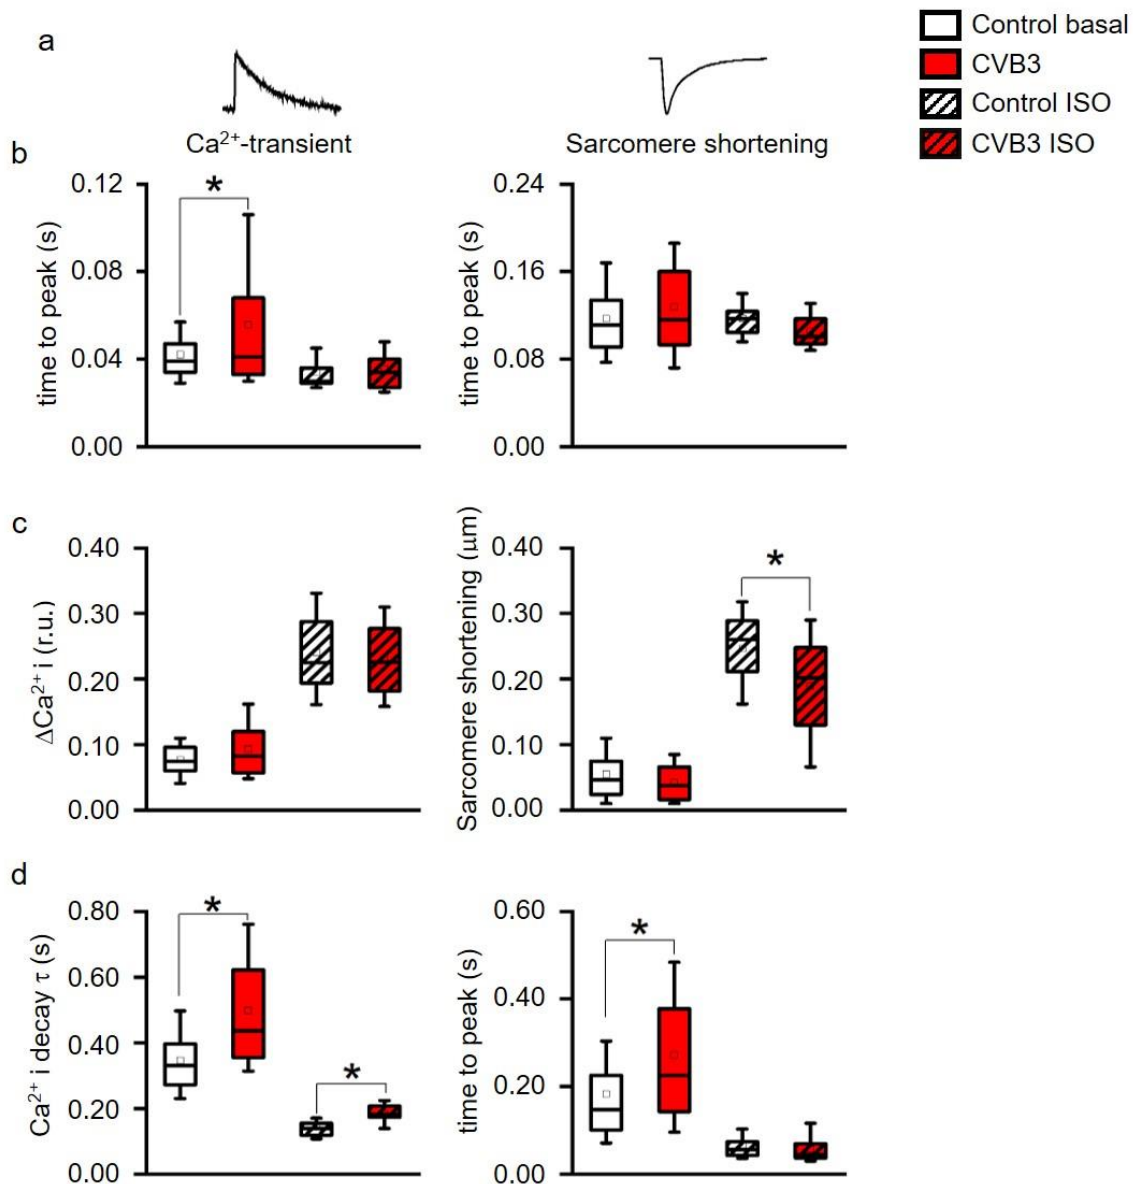 a
Ca²⁺-transient
Sarcomere shortening
Control basal
CVB3
Control ISO
CVB3 ISO
b
time to peak (s)
0.12
0.08
0.04
0.00
*
time to peak (s)
0.24
0.16
0.08
0.00
c
ΔCa²⁺ i (r.u.)
0.40
0.30
0.20
0.10
0.00
Sarcomere shortening (µm)
0.40
0.30
0.20
0.10
0.00
*
d
Ca²⁺ i decay τ (s)
0.80
0.60
0.40
0.20
0.00
*
*
time to peak (s)
0.60
0.40
0.20
0.00
*